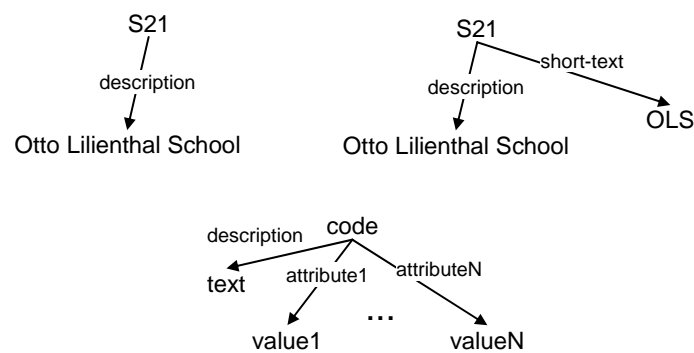 S21
description
Otto Lilienthal School
S21
short-text
description
OLS
Otto Lilienthal School
code
description
attribute1
attributeN
text
value1
...
valueN